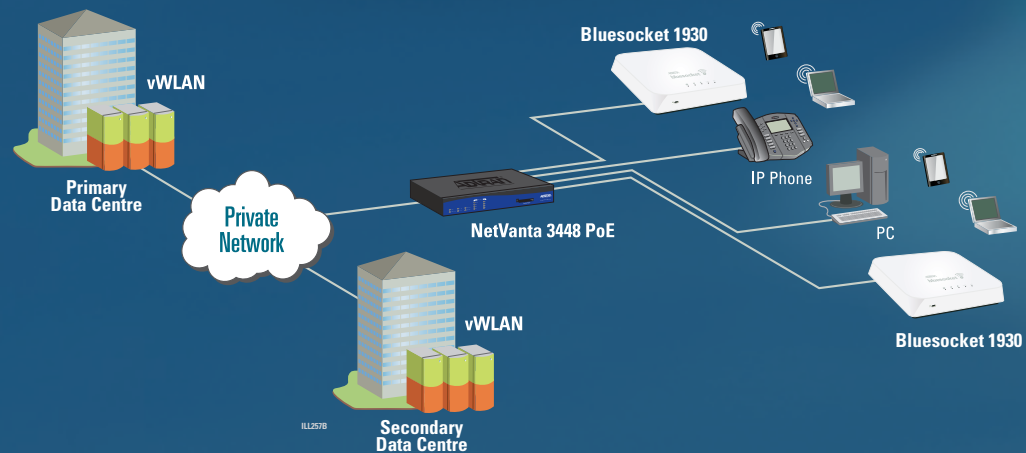 Bluesocket 1930
vWLAN
Primary
Data Centre
IP Phone
Private
Network
NetVanta 3448 PoE
PC
vWLAN
Bluesocket 1930
ILL257B
Secondary
Data Centre